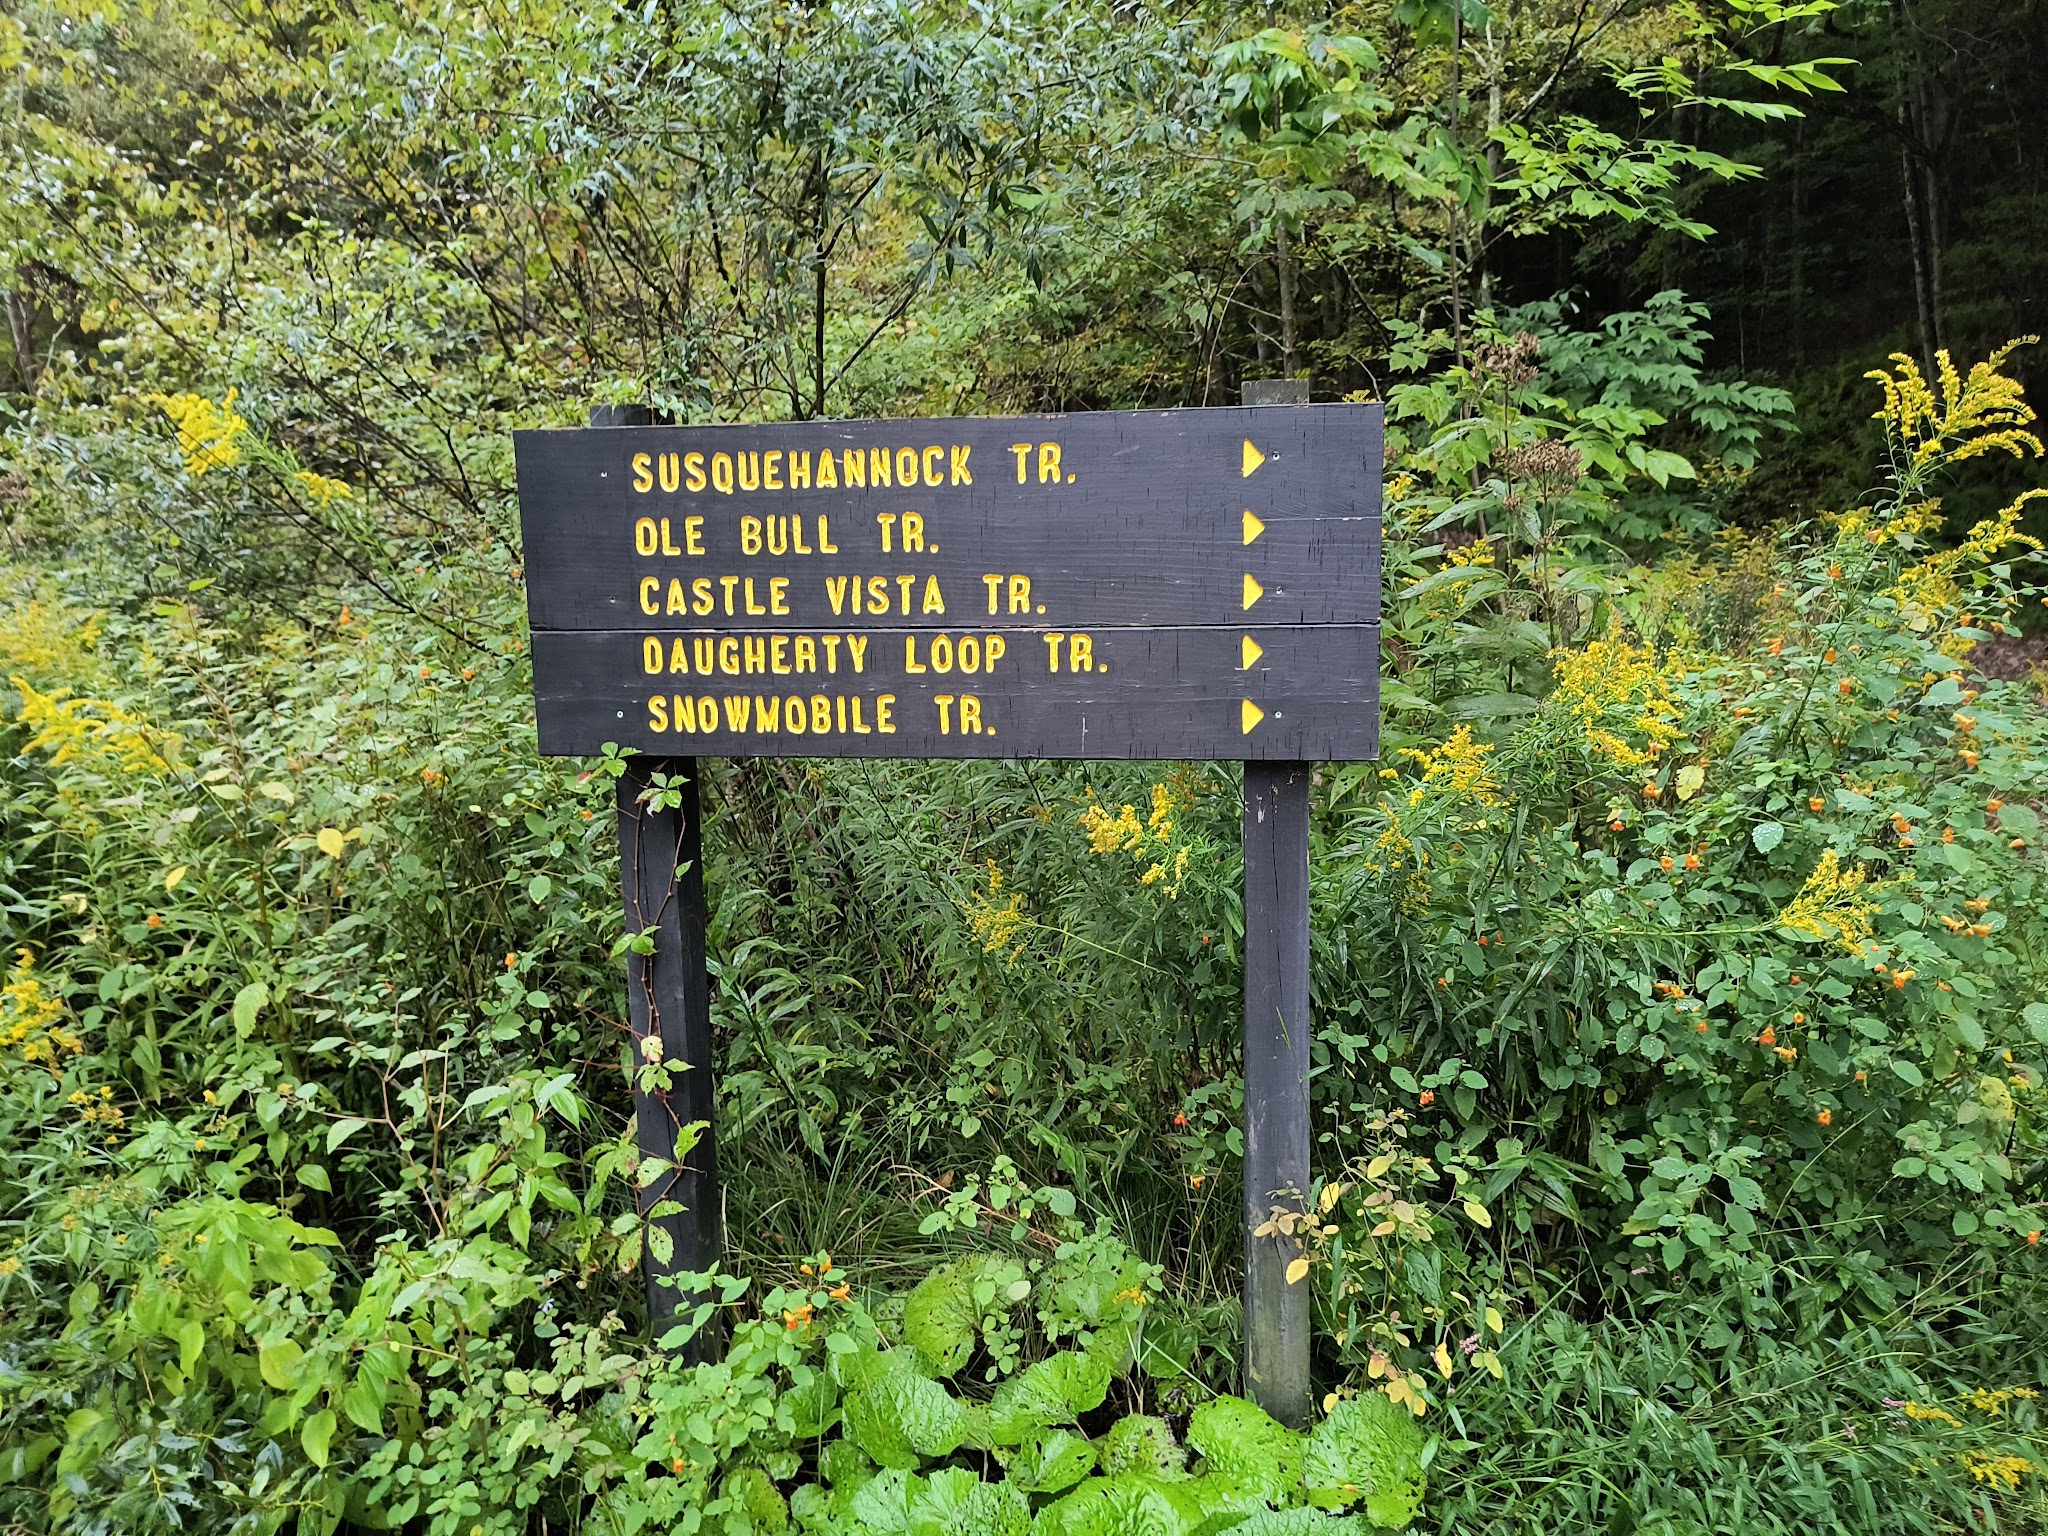 SUSQUEHANNOCK TR.
OLE BULL TR.
CASTLE VISTA TR.
DAUGHERTY LOOP TR.
SNOWMOBILE TR.